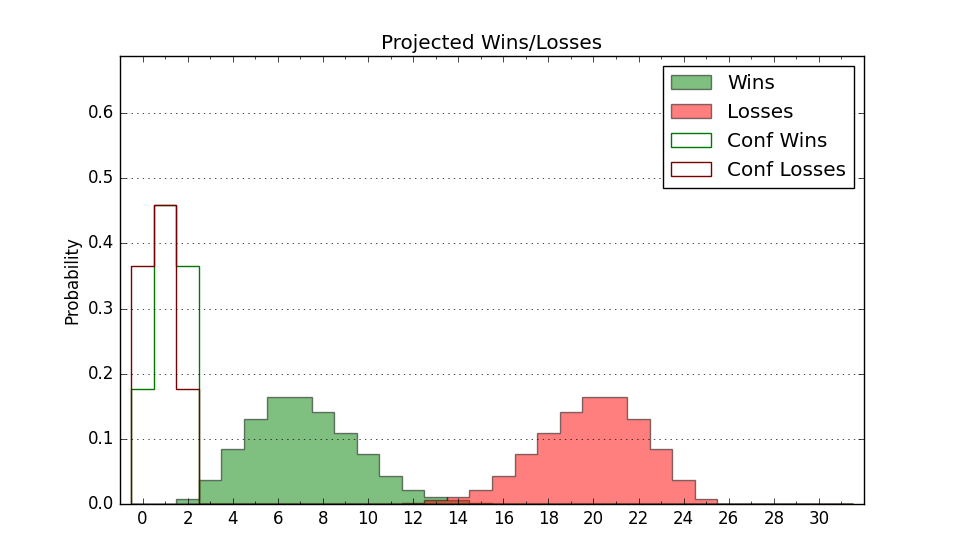 Projected Wins/Losses
Wins
Losses
Conf Wins
Conf Losses
Probability
0.6
0.5
0.4
0.3
0.2
0.1
0.0
0 2 4 6 8 10 12 14 16 18 20 22 24 26 28 30